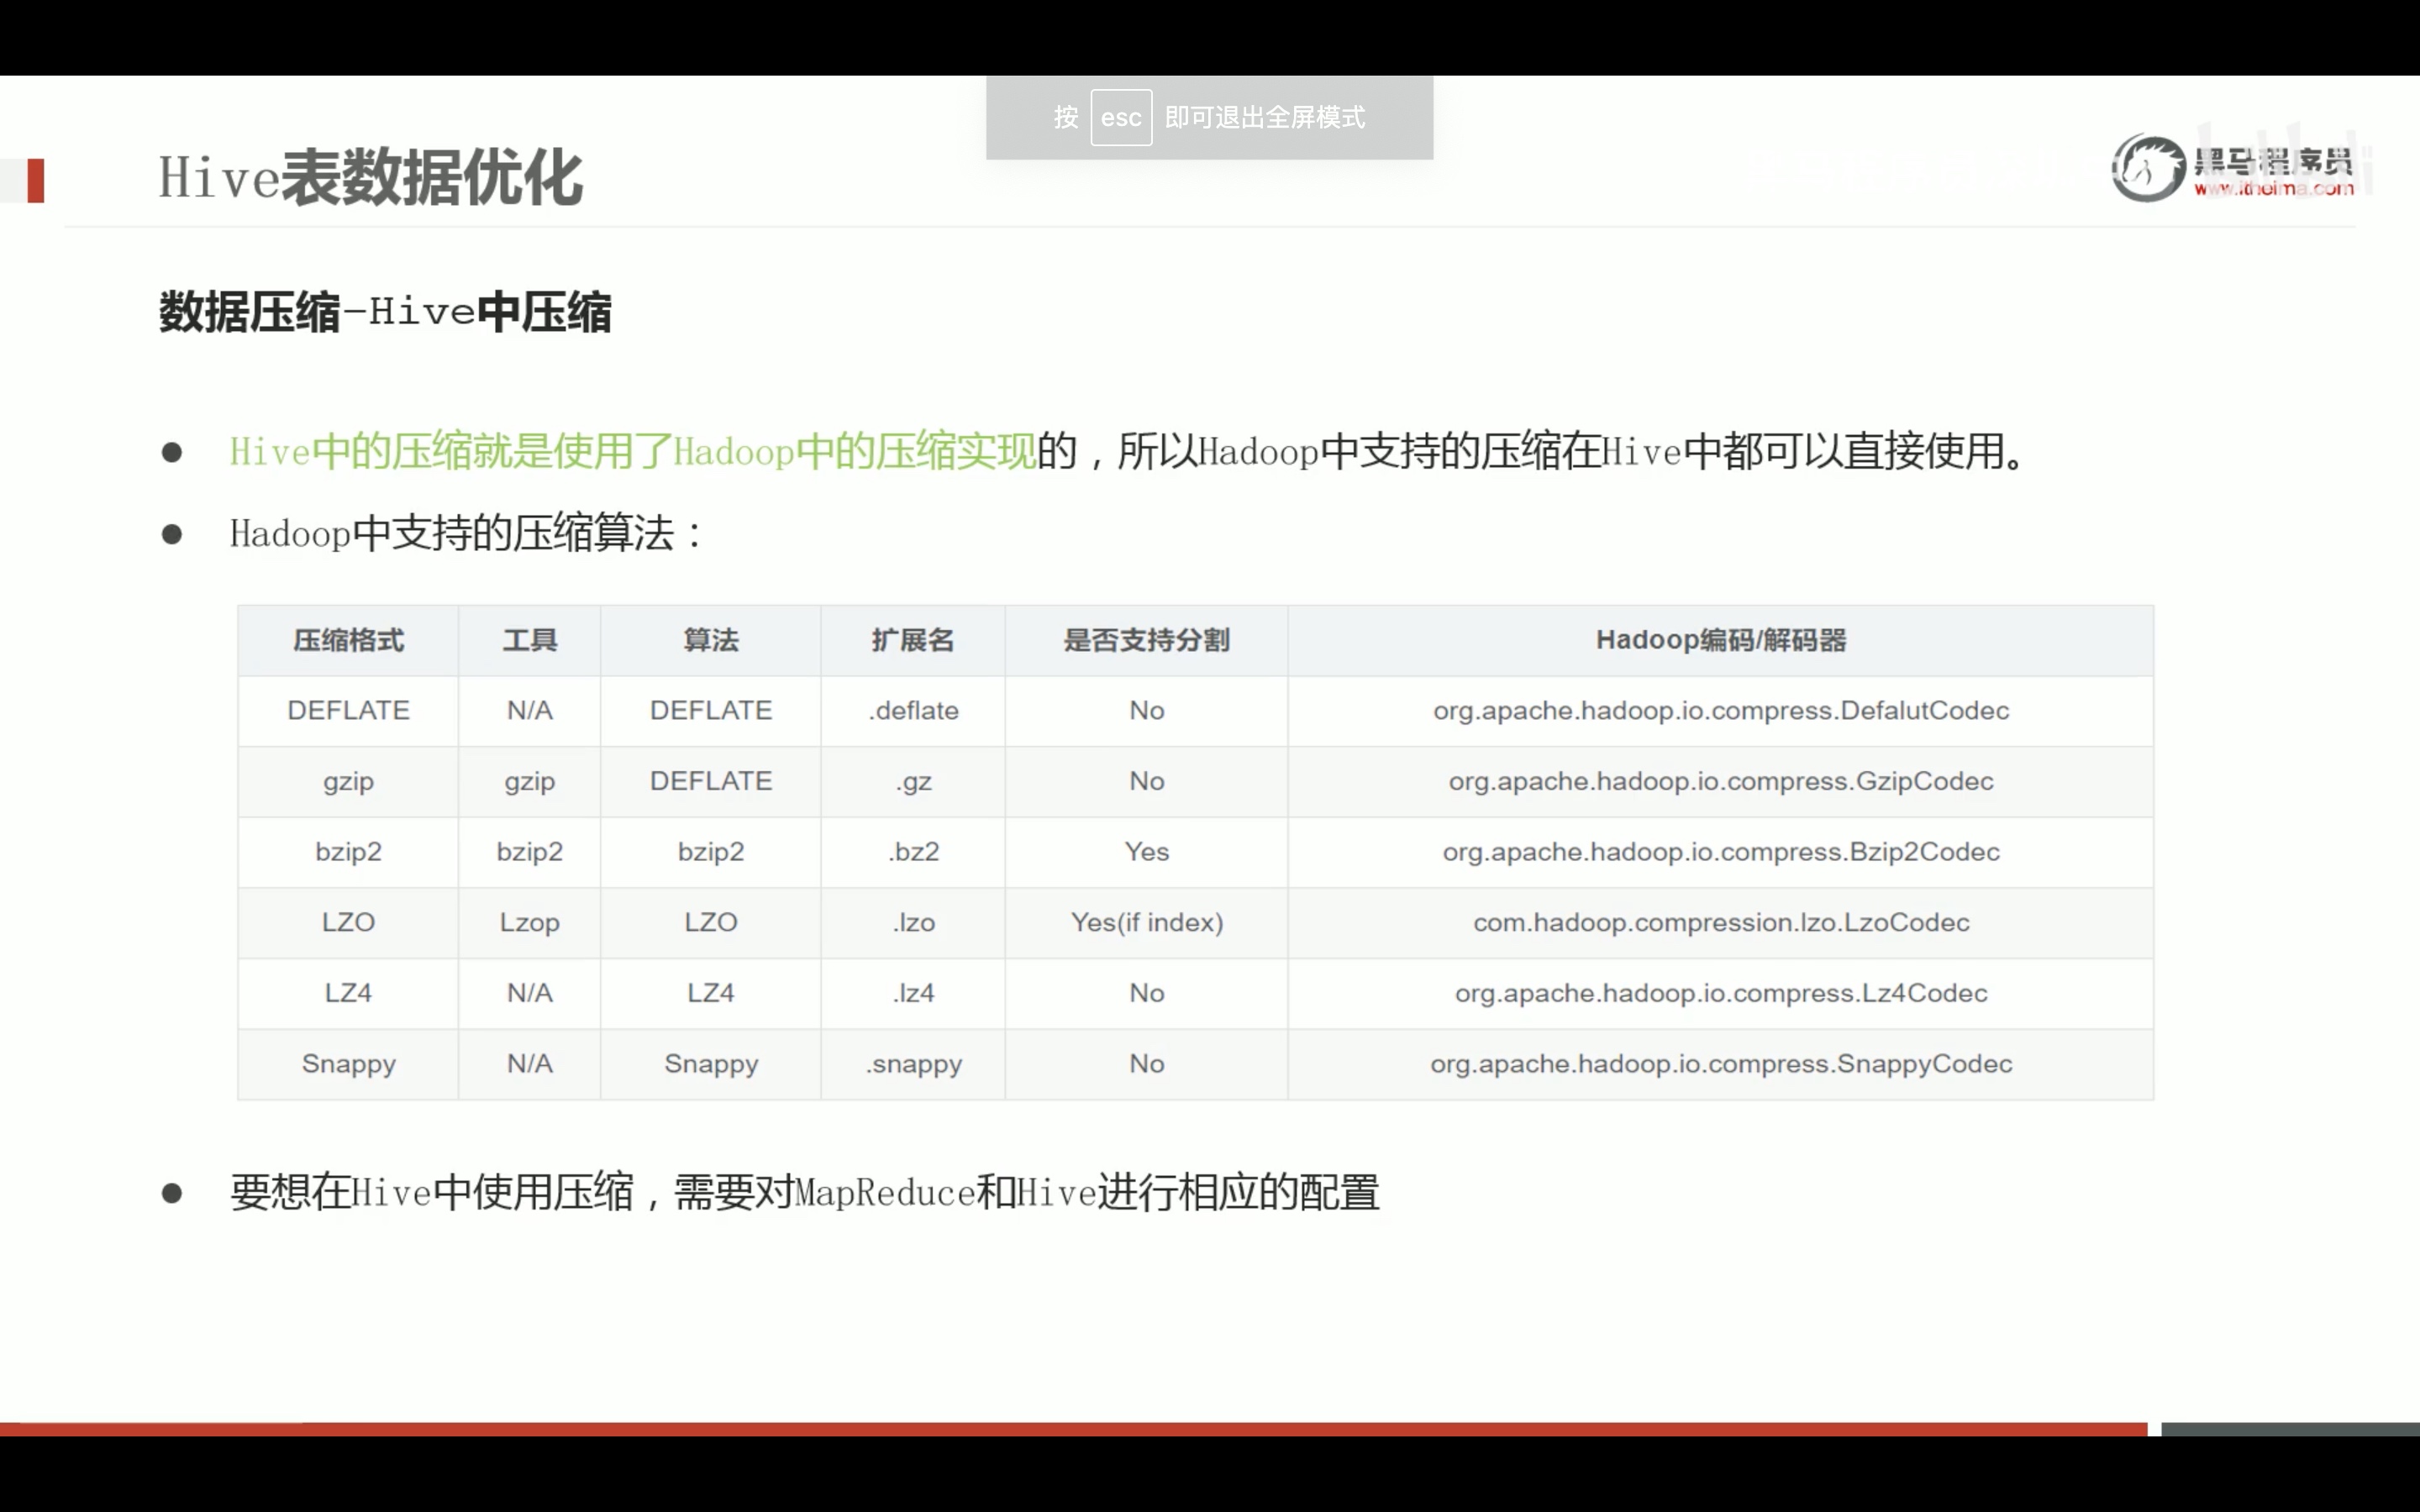 按 esc 即可退出全屏模式
Hive表数据优化
黑马程序员
www.itheima.com
数据压缩-Hive中压缩
● Hive中的压缩就是使用了Hadoop中的压缩实现的，所以Hadoop中支持的压缩在Hive中都可以直接使用。
● Hadoop中支持的压缩算法：
压缩格式 工具 算法 扩展名 是否支持分割 Hadoop编码/解码器
DEFLATE N/A DEFLATE .deflate No org.apache.hadoop.io.compress.DefalutCodec
gzip gzip DEFLATE .gz No org.apache.hadoop.io.compress.GzipCodec
bzip2 bzip2 bzip2 .bz2 Yes org.apache.hadoop.io.compress.Bzip2Codec
LZO Lzop LZO .lzo Yes(if index) com.hadoop.compression.lzo.LzoCodec
LZ4 N/A LZ4 .lz4 No org.apache.hadoop.io.compress.Lz4Codec
Snappy N/A Snappy .snappy No org.apache.hadoop.io.compress.SnappyCodec
● 要想在Hive中使用压缩，需要对MapReduce和Hive进行相应的配置